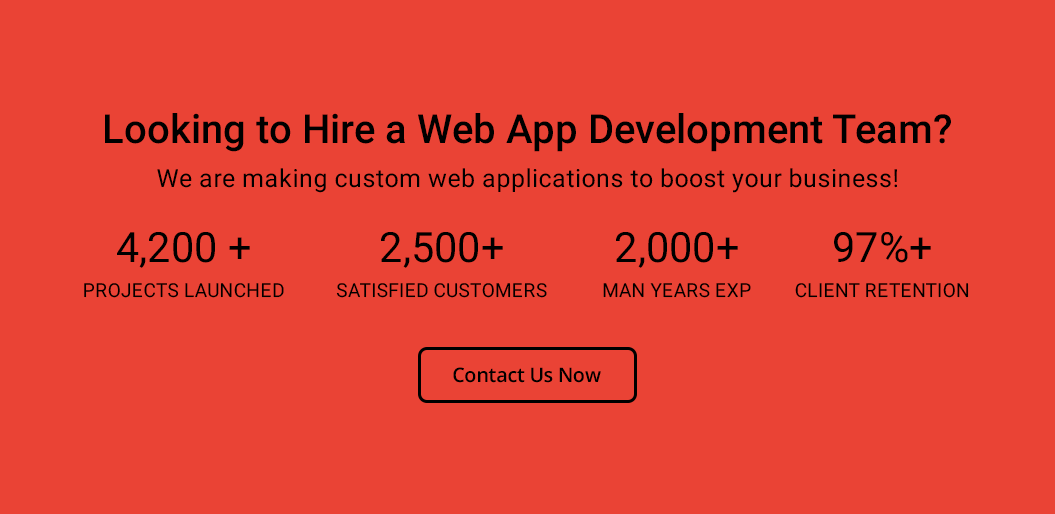 Looking to Hire a Web App Development Team?
We are making custom web applications to boost your business!
4,200 + 2,500+ 2,000+ 97%+
PROJECTS LAUNCHED SATISFIED CUSTOMERS MAN YEARS EXP CLIENT RETENTION
Contact Us Now